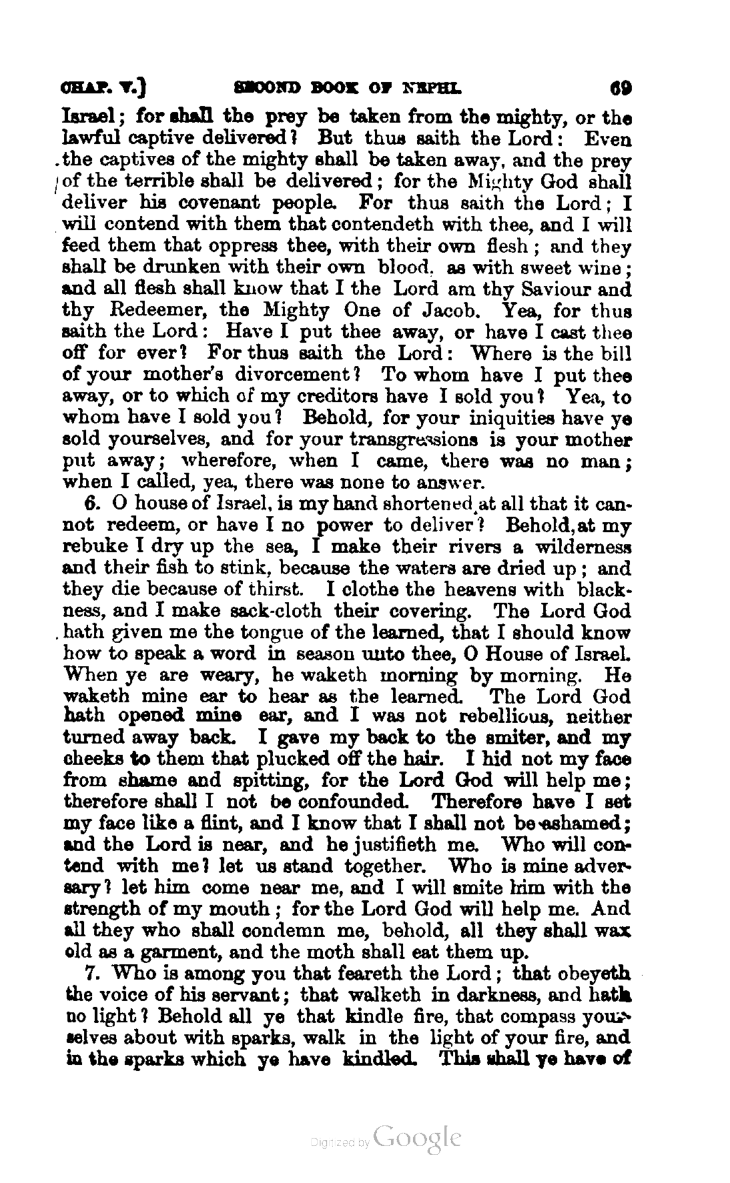 CHAP. V.] SECOND BOOK OF NEPHI. 69
Israel; for shall the prey be taken from the mighty, or the
lawful captive delivered? But thus saith the Lord: Even
the captives of the mighty shall be taken away, and the prey
of the terrible shall be delivered; for the Mighty God shall
deliver his covenant people. For thus saith the Lord; I
will contend with them that contendeth with thee, and I will
feed them that oppress thee, with their own flesh; and they
shall be drunken with their own blood, as with sweet wine;
and all flesh shall know that I the Lord am thy Saviour and
thy Redeemer, the Mighty One of Jacob. Yea, for thus
saith the Lord: Have I put thee away, or have I cast thee
off for ever? For thus saith the Lord: Where is the bill
of your mother's divorcement? To whom have I put thee
away, or to which of my creditors have I sold you? Yea, to
whom have I sold you? Behold, for your iniquities have ye
sold yourselves, and for your transgressions is your mother
put away; wherefore, when I came, there was no man;
when I called, yea, there was none to answer.
6. O house of Israel, is my hand shortened at all that it can-
not redeem, or have I no power to deliver? Behold, at my
rebuke I dry up the sea, I make their rivers a wilderness
and their fish to stink, because the waters are dried up; and
they die because of thirst. I clothe the heavens with black-
ness, and I make sack-cloth their covering. The Lord God
hath given me the tongue of the learned, that I should know
how to speak a word in season unto thee, O House of Israel.
When ye are weary, he waketh morning by morning. He
waketh mine ear to hear as the learned. The Lord God
hath opened mine ear, and I was not rebellious, neither
turned away back. I gave my back to the smiter, and my
cheeks to them that plucked off the hair. I hid not my face
from shame and spitting, for the Lord God will help me;
therefore shall I not be confounded. Therefore have I set
my face like a flint, and I know that I shall not be ashamed;
and the Lord is near, and he justifieth me. Who will con-
tend with me? let us stand together. Who is mine adver-
sary? let him come near me, and I will smite him with the
strength of my mouth; for the Lord God will help me. And
all they who shall condemn me, behold, all they shall wax
old as a garment, and the moth shall eat them up.
7. Who is among you that feareth the Lord; that obeyeth
the voice of his servant; that walketh in darkness, and hath
no light? Behold all ye that kindle fire, that compass your-
selves about with sparks, walk in the light of your fire, and
in the sparks which ye have kindled. This shall ye have of
Digitized by Google